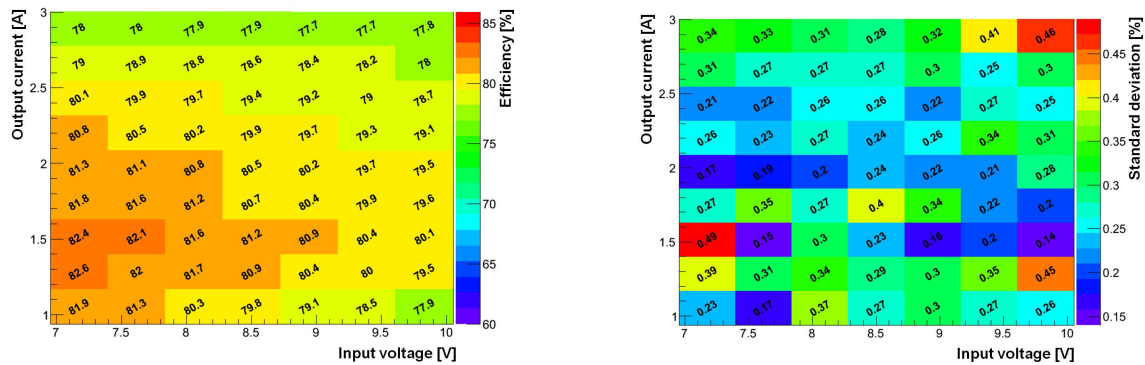 Output current [A]
3
2.5
2
1.5
1
78 78 77.9 77.9 77.9 77.8
79 78.9 78.8 78.6 78.4 78.2 78
80.1 79.9 79.7 79.4 79.2 79 78.7
80.8 80.5 80.2 79.9 79.7 79.3 79.1
81.3 81.1 80.8 80.5 80.2 79.7 79.5
81.8 81.6 81.2 80.7 80.4 79.9 79.6
82.4 82.1 81.6 81.2 80.9 80.4 80.1
82.6 82 81.7 80.9 80.4 80 79.5
81.9 81.3 80.3 79.8 79.1 78.5 77.9
7 7.5 8 8.5 9 9.5 10
Input voltage [V]
85
80
75
70
65
60
Efficiency [%]
Output current [A]
3
2.5
2
1.5
1
0.34 0.33 0.31 0.28 0.32 0.41 0.46
0.31 0.27 0.27 0.27 0.3 0.25 0.3
0.21 0.22 0.26 0.26 0.22 0.27 0.25
0.26 0.23 0.27 0.24 0.26 0.34 0.31
0.17 0.19 0.2 0.24 0.22 0.21 0.28
0.27 0.35 0.27 0.4 0.34 0.22 0.2
0.49 0.15 0.3 0.23 0.16 0.2 0.14
0.39 0.31 0.34 0.29 0.3 0.35 0.45
0.23 0.17 0.37 0.27 0.3 0.27 0.26
7 7.5 8 8.5 9 9.5 10
Input voltage [V]
0.45
0.4
0.35
0.3
0.25
0.2
0.15
Standard deviation [%]